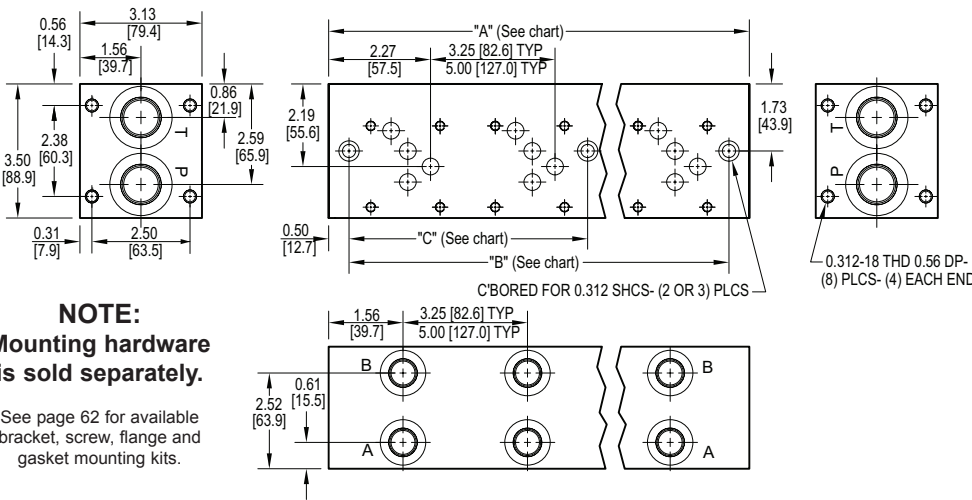 3.13
[79.4]
0.56
[14.3]
1.56
[39.7]
0.86
[21.9]
2.38
[60.3]
2.59
[65.9]
3.50
[88.9]
T
P
0.31
[7.9]
2.50
[63.5]
"A" (See chart)
2.27
[57.5]
3.25 [82.6] TYP
5.00 [127.0] TYP
2.19
[55.6]
1.73
[43.9]
0.50
[12.7]
"C" (See chart)
"B" (See chart)
C'BORED FOR 0.312 SHCS- (2 OR 3) PLCS
T
P
0.312-18 THD 0.56 DP-
(8) PLCS- (4) EACH END
NOTE:
Mounting hardware
is sold separately.
See page 62 for available
bracket, screw, flange and
gasket mounting kits.
1.56
[39.7]
3.25 [82.6] TYP
5.00 [127.0] TYP
B
B
0.61
[15.5]
2.52
[63.9]
A
A